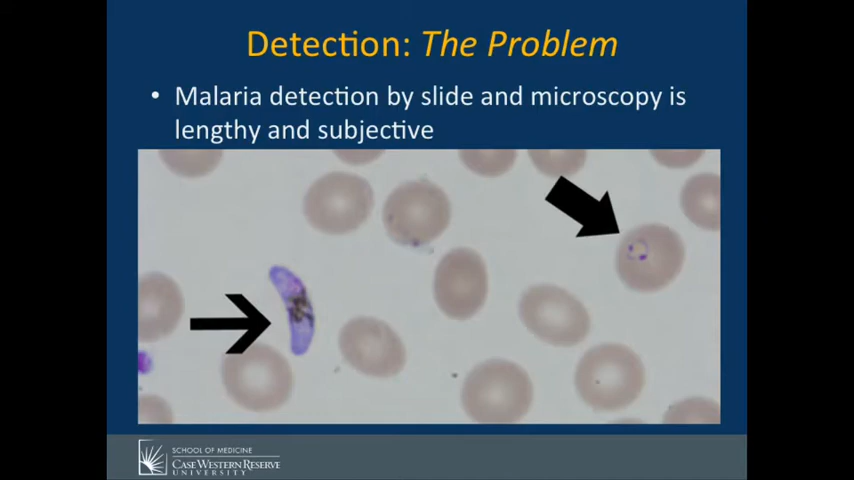 Detection: The Problem
• Malaria detection by slide and microscopy is
lengthy and subjective
SCHOOL OF MEDICINE
CASE WESTERN RESERVE
UNIVERSITY